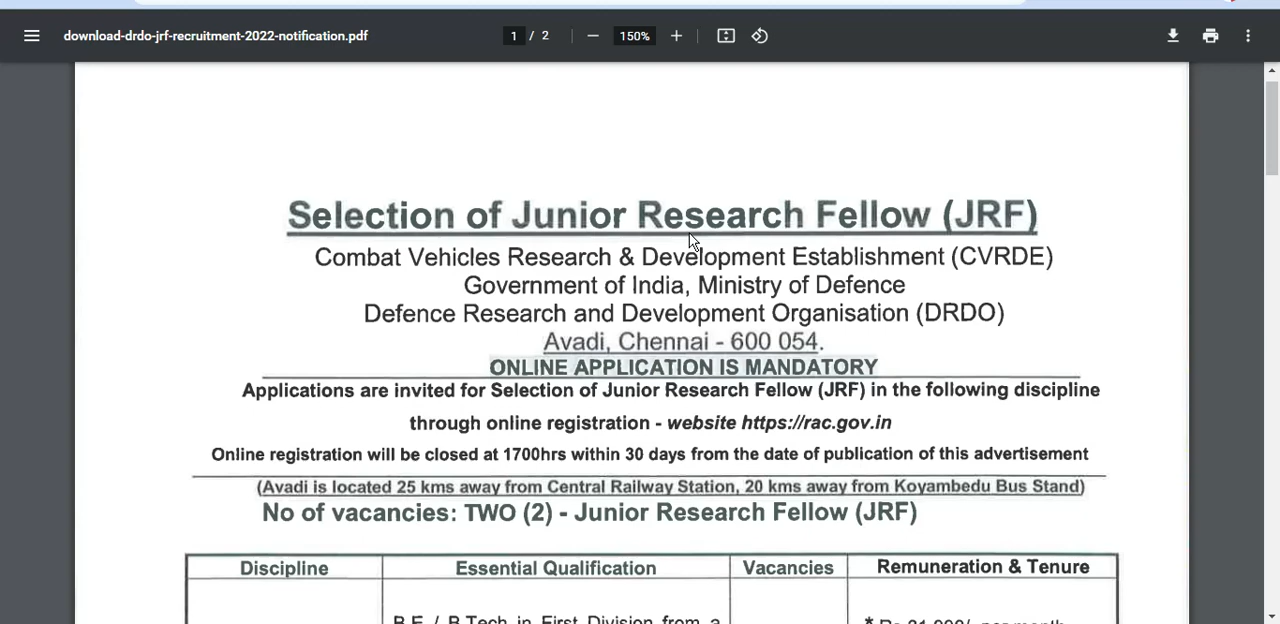 download-drdo-jrf-recruitment-2022-notification.pdf
1 / 2
150%
Selection of Junior Research Fellow (JRF)
Combat Vehicles Research & Development Establishment (CVRDE)
Government of India, Ministry of Defence
Defence Research and Development Organisation (DRDO)
Avadi, Chennai - 600 054.
ONLINE APPLICATION IS MANDATORY
Applications are invited for Selection of Junior Research Fellow (JRF) in the following discipline
through online registration - website https://rac.gov.in
Online registration will be closed at 1700hrs within 30 days from the date of publication of this advertisement
(Avadi is located 25 kms away from Central Railway Station, 20 kms away from Koyambedu Bus Stand)
No of vacancies: TWO (2) - Junior Research Fellow (JRF)
Discipline Essential Qualification Vacancies Remuneration & Tenure
B.E / B.Tech in First Division from a